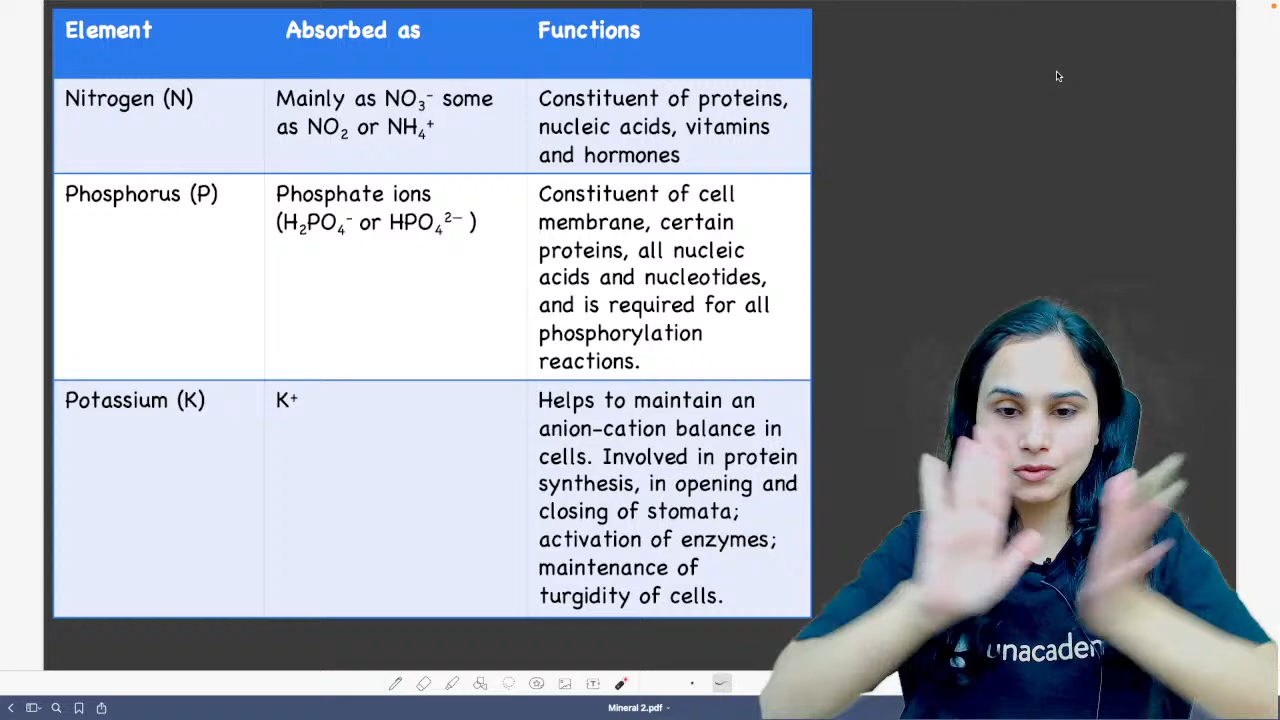 Element Absorbed as Functions
Nitrogen (N) Mainly as NO₃⁻ some Constituent of proteins,
as NO₂ or NH₄⁺ nucleic acids, vitamins
and hormones
Phosphorus (P) Phosphate ions Constituent of cell
(H₂PO₄⁻ or HPO₄²⁻ ) membrane, certain
proteins, all nucleic
acids and nucleotides,
and is required for all
phosphorylation
reactions.
Potassium (K) K⁺ Helps to maintain an
anion-cation balance in
cells. Involved in protein
synthesis, in opening and
closing of stomata;
activation of enzymes;
maintenance of
turgidity of cells.
unacadem
Mineral 2.pdf